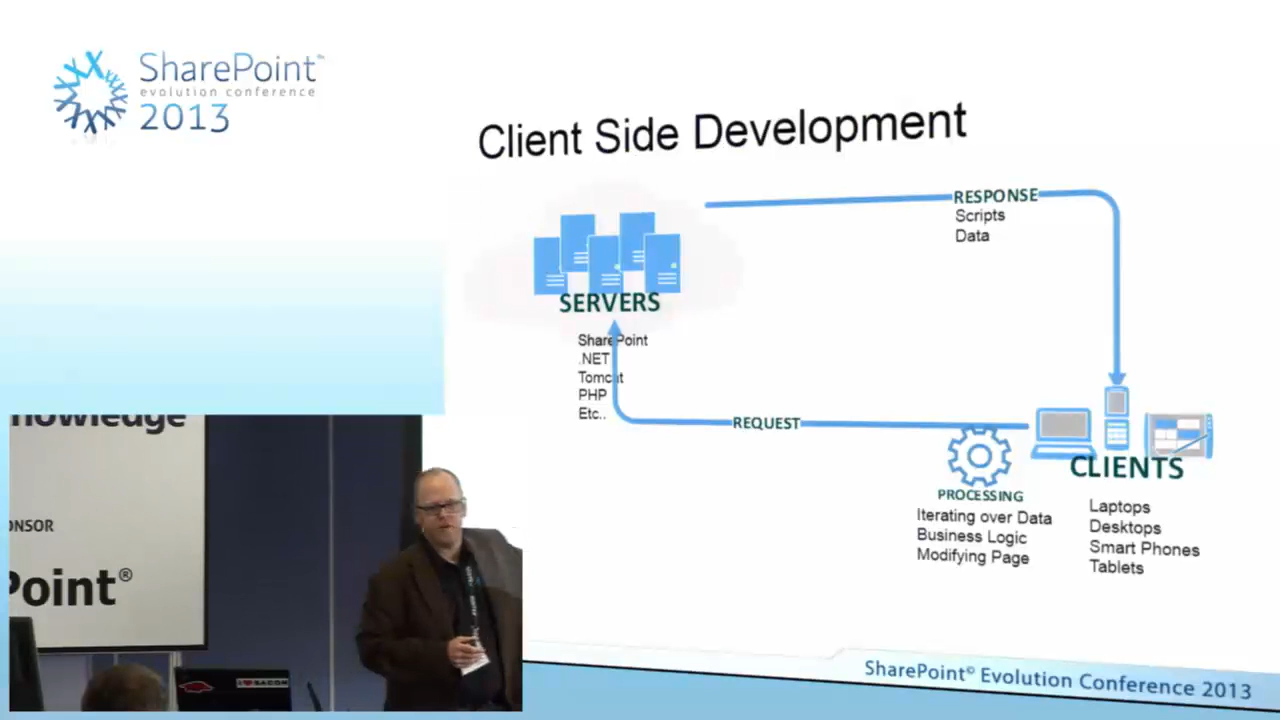 SharePoint™
evolution conference
2013
Client Side Development
RESPONSE
Scripts
Data
SERVERS
SharePoint
.NET
Tomcat
PHP
Etc..
REQUEST
PROCESSING
Iterating over Data
Business Logic
Modifying Page
CLIENTS
Laptops
Desktops
Smart Phones
Tablets
nowledge
ONSOR
Point®
I ♥ BACON
SharePoint© Evolution Conference 2013